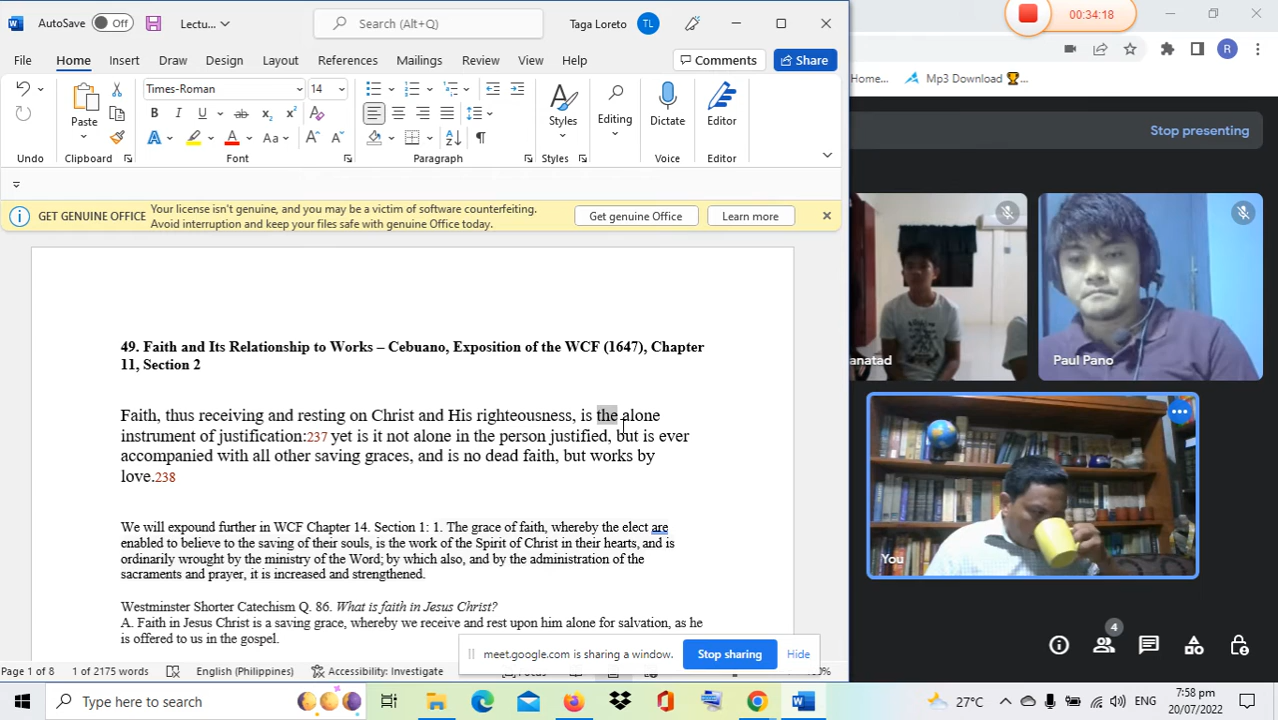 AutoSave Off Lectu... Search (Alt+Q) Taga Loreto TL
00:34:18
File Home Insert Draw Design Layout References Mailings Review View Help Comments Share
R
Home... Mp3 Download 🏆...
Times-Roman 14
Paste Styles Editing Dictate Editor
Undo Clipboard Font Paragraph Styles Voice Editor
Stop presenting
GET GENUINE OFFICE Your license isn't genuine, and you may be a victim of software counterfeiting.
Avoid interruption and keep your files safe with genuine Office today.
Get genuine Office Learn more
49. Faith and Its Relationship to Works – Cebuano, Exposition of the WCF (1647), Chapter
11, Section 2
Faith, thus receiving and resting on Christ and His righteousness, is the alone
instrument of justification:237 yet is it not alone in the person justified, but is ever
accompanied with all other saving graces, and is no dead faith, but works by
love.238
We will expound further in WCF Chapter 14. Section 1: 1. The grace of faith, whereby the elect are
enabled to believe to the saving of their souls, is the work of the Spirit of Christ in their hearts, and is
ordinarily wrought by the ministry of the Word; by which also, and by the administration of the
sacraments and prayer, it is increased and strengthened.
Westminster Shorter Catechism Q. 86. What is faith in Jesus Christ?
A. Faith in Jesus Christ is a saving grace, whereby we receive and rest upon him alone for salvation, as he
is offered to us in the gospel.
anatad
Paul Pano
You
4
meet.google.com is sharing a window. Stop sharing Hide
Page 1 of 8 1 of 2175 words English (Philippines) Accessibility: Investigate
Type here to search
27°C ENG 7:58 pm
20/07/2022